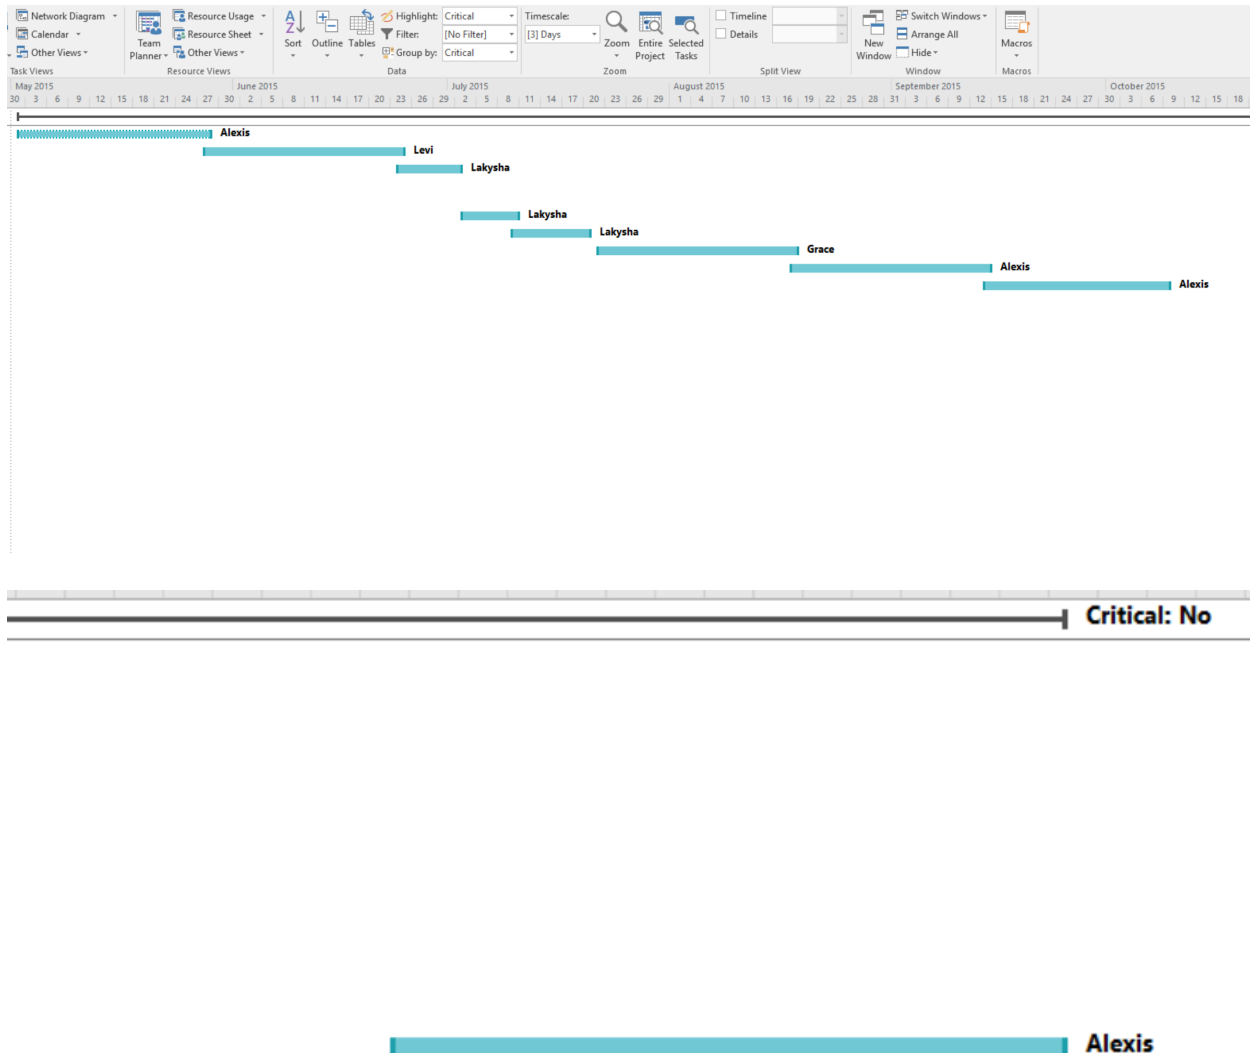 Network Diagram Resource Usage Highlight: Critical Timescale: Timeline Switch Windows
Calendar Resource Sheet Filter: [No Filter] [3] Days Details Arrange All
Other Views Team Planner Other Views Sort Outline Tables Group by: Critical Zoom Entire Project Selected Tasks New Window Hide Macros
Task Views Resource Views Data Zoom Split View Window Macros
May 2015 June 2015 July 2015 August 2015 September 2015 October 2015
30 3 6 9 12 15 18 21 24 27 30 2 5 8 11 14 17 20 23 26 29 2 5 8 11 14 17 20 23 26 29 1 4 7 10 13 16 19 22 25 28 31 3 6 9 12 15 18 21 24 27 30 3 6 9 12 15 18
Alexis
Levi
Lakysha
Lakysha
Lakysha
Grace
Alexis
Alexis
Critical: No
Alexis